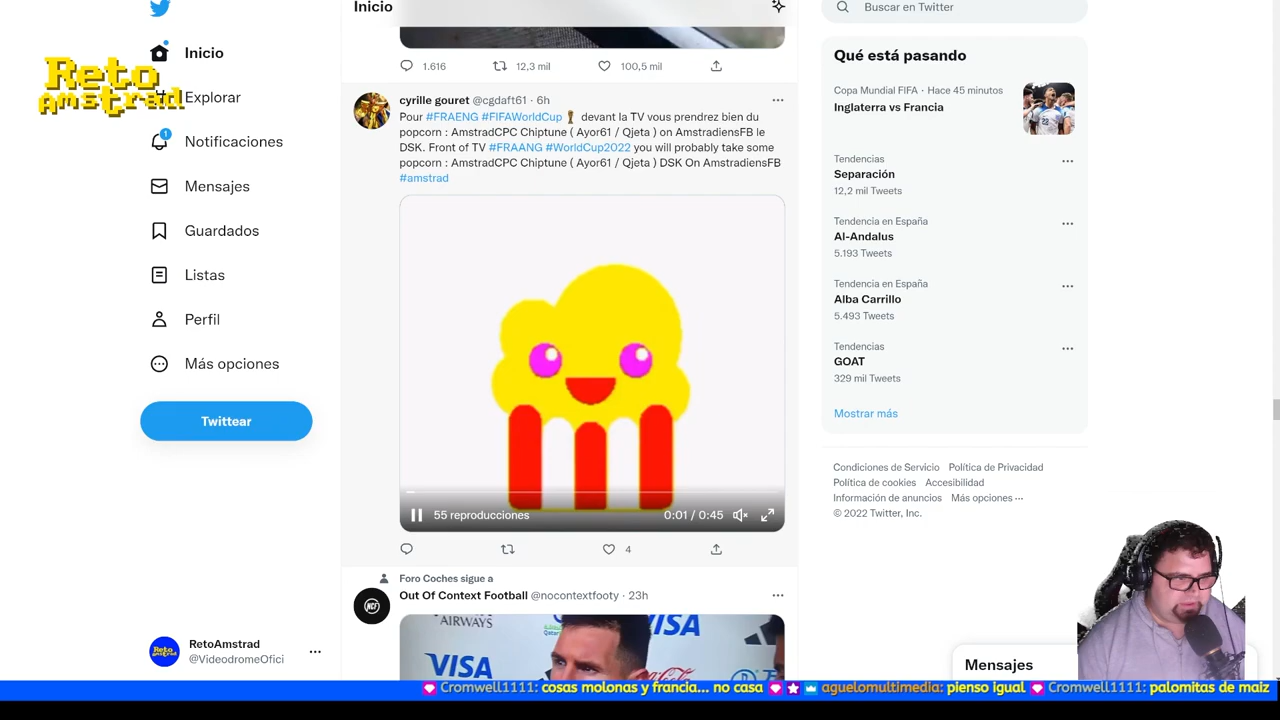 Reto
Amstrad
Inicio
Explorar
Notificaciones
1
Mensajes
Guardados
Listas
Perfil
Más opciones
Twittear
RetoAmstrad
@VideodromeOfici
Inicio
1.616 12,3 mil 100,5 mil
cyrille gouret @cgdaft61 · 6h
Pour #FRAENG #FIFAWorldCup 🏆 devant la TV vous prendrez bien du
popcorn : AmstradCPC Chiptune ( Ayor61 / Qjeta ) on AmstradiensFB le
DSK. Front of TV #FRAANG #WorldCup2022 you will probably take some
popcorn : AmstradCPC Chiptune ( Ayor61 / Qjeta ) DSK On AmstradiensFB
#amstrad
55 reproducciones 0:01 / 0:45
4
Foro Coches sigue a
Out Of Context Football @nocontextfooty · 23h
NCF
AIRWAYS
VISA
VISA
Buscar en Twitter
Qué está pasando
Copa Mundial FIFA · Hace 45 minutos
Inglaterra vs Francia
Tendencias
Separación
12,2 mil Tweets
Tendencia en España
Al-Andalus
5.193 Tweets
Tendencia en España
Alba Carrillo
5.493 Tweets
Tendencias
GOAT
329 mil Tweets
Mostrar más
Condiciones de Servicio Política de Privacidad
Política de cookies Accesibilidad
Información de anuncios Más opciones ···
© 2022 Twitter, Inc.
Mensajes
Cromwell1111: cosas molonas y francia... no casa aguelomultimedia: pienso igual Cromwell1111: palomitas de maiz